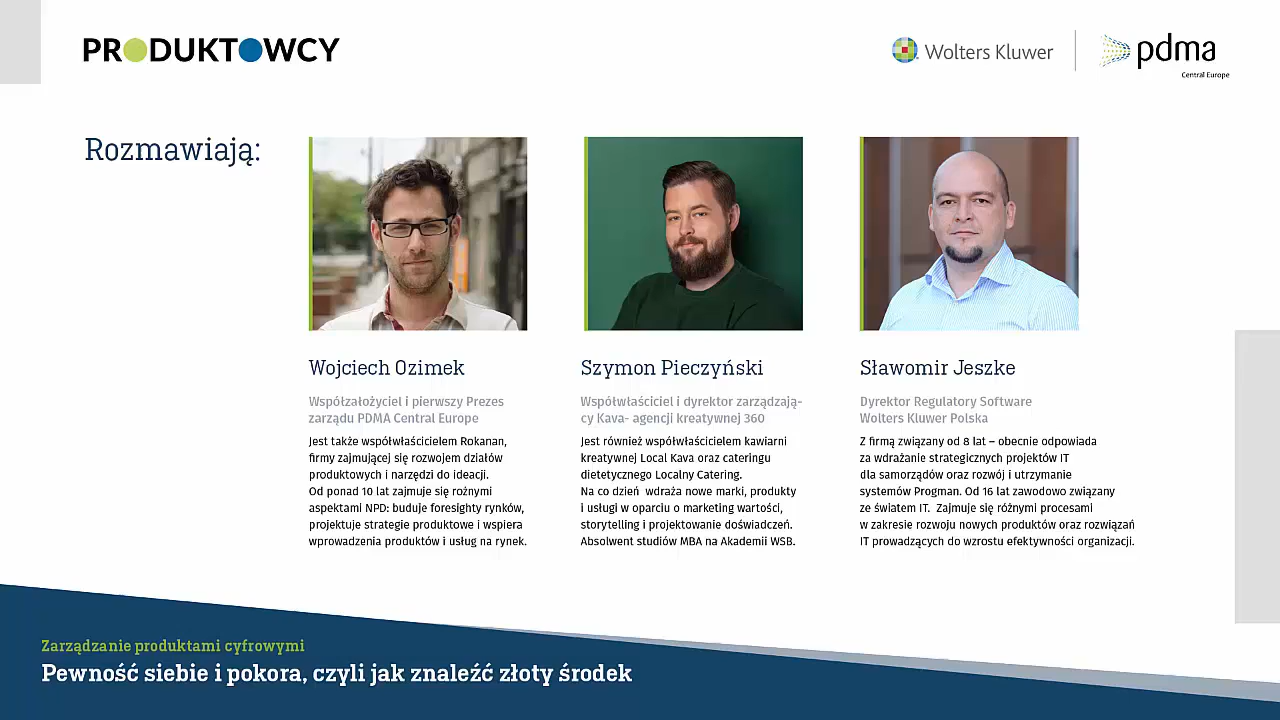 PRODUKTOWCY
Wolters Kluwer
pdma
Central Europe
Rozmawiają:
Wojciech Ozimek
Współzałożyciel i pierwszy Prezes
zarządu PDMA Central Europe
Jest także współwłaścicielem Rokanan,
firmy zajmującej się rozwojem działów
produktowych i narzędzi do ideacji.
Od ponad 10 lat zajmuje się rożnymi
aspektami NPD: buduje foresighty rynków,
projektuje strategie produktowe i wspiera
wprowadzenia produktów i usług na rynek.
Szymon Pieczyński
Współwłaściciel i dyrektor zarządzają-
cy Kava- agencji kreatywnej 360
Jest również współwłaścicielem kawiarni
kreatywnej Local Kava oraz cateringu
dietetycznego Localny Catering.
Na co dzień wdraża nowe marki, produkty
i usługi w oparciu o marketing wartości,
storytelling i projektowanie doświadczeń.
Absolwent studiów MBA na Akademii WSB.
Sławomir Jeszke
Dyrektor Regulatory Software
Wolters Kluwer Polska
Z firmą związany od 8 lat – obecnie odpowiada
za wdrażanie strategicznych projektów IT
dla samorządów oraz rozwój i utrzymanie
systemów Progman. Od 16 lat zawodowo związany
ze światem IT. Zajmuje się różnymi procesami
w zakresie rozwoju nowych produktów oraz rozwiązań
IT prowadzących do wzrostu efektywności organizacji.
Zarządzanie produktami cyfrowymi
Pewność siebie i pokora, czyli jak znaleźć złoty środek